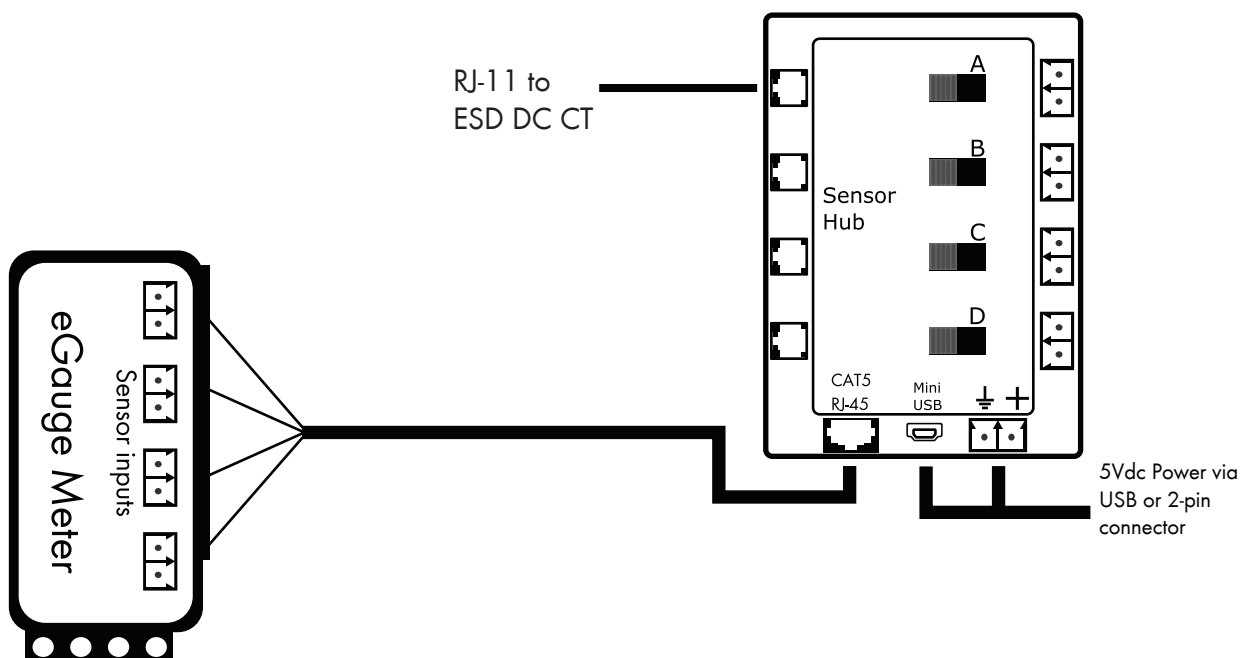 RJ-11 to
ESD DC CT
A
B
Sensor
Hub
C
D
CAT5
RJ-45
Mini
USB
+
eGauge Meter
Sensor inputs
5Vdc Power via
USB or 2-pin
connector